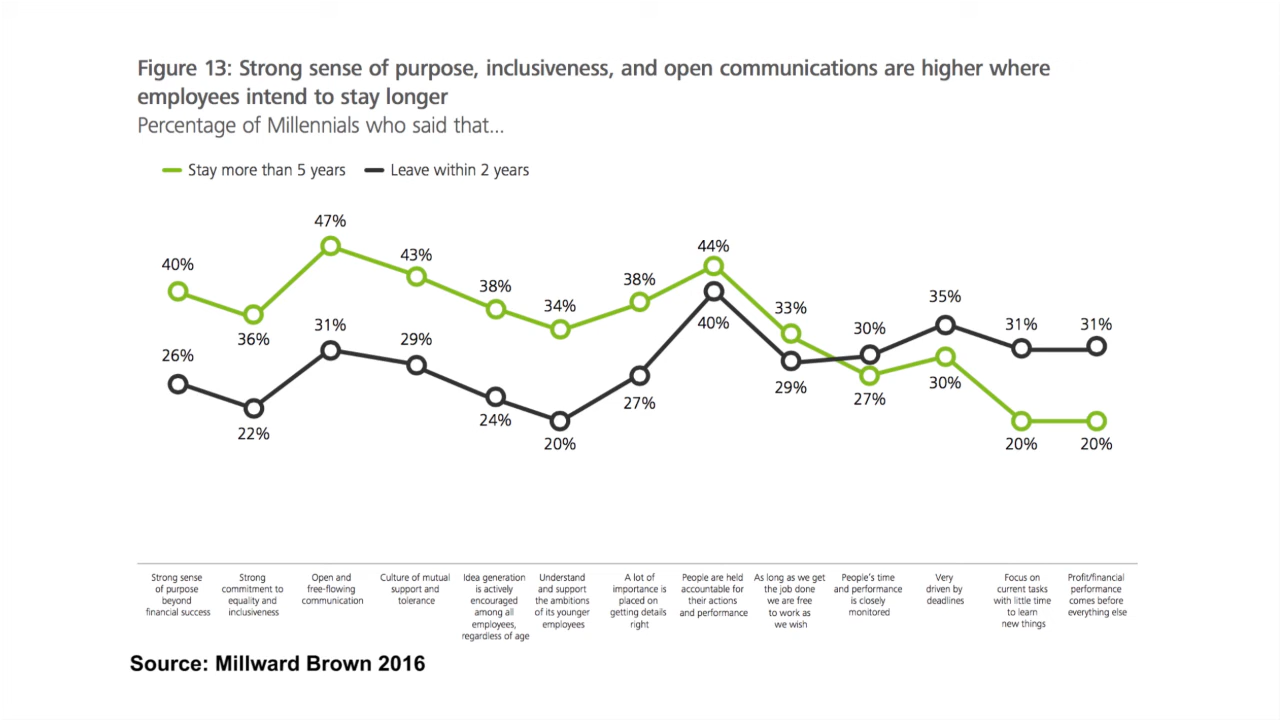 Figure 13: Strong sense of purpose, inclusiveness, and open communications are higher where
employees intend to stay longer
Percentage of Millennials who said that...
Stay more than 5 years
Leave within 2 years
40%
36%
47%
43%
38%
34%
38%
44%
33%
27%
30%
20%
20%
26%
22%
31%
29%
24%
20%
27%
40%
29%
30%
35%
31%
31%
Strong sense
of purpose
beyond
financial success
Strong
commitment to
equality and
inclusiveness
Open and
free-flowing
communication
Culture of mutual
support and
tolerance
Idea generation
is actively
encouraged
among all
employees,
regardless of age
Understand
and support
the ambitions
of its younger
employees
A lot of
importance is
placed on
getting details
right
People are held
accountable for
their actions
and performance
As long as we get
the job done
we are free
to work as
we wish
People's time
and performance
is closely
monitored
Very
driven by
deadlines
Focus on
current tasks
with little time
to learn
new things
Profit/financial
performance
comes before
everything else
Source: Millward Brown 2016